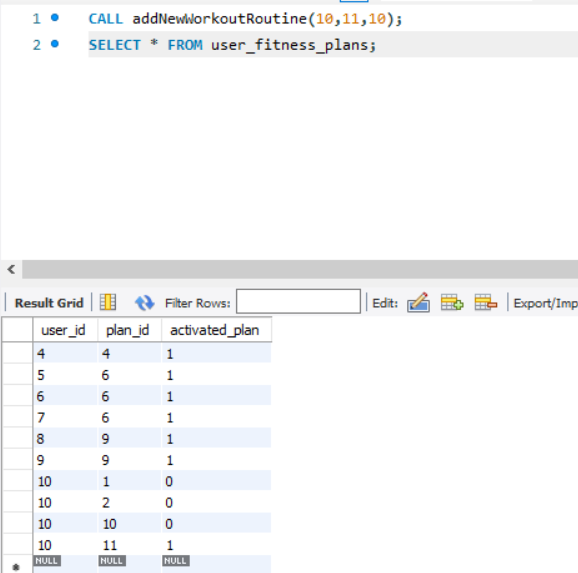 1 CALL addNewWorkoutRoutine(10,11,10);
2 SELECT * FROM user_fitness_plans;
Result Grid Filter Rows: Edit: Export/Imp
user_id plan_id activated_plan
4 4 1
5 6 1
6 6 1
7 6 1
8 9 1
9 9 1
10 1 0
10 2 0
10 10 0
10 11 1
NULL NULL NULL